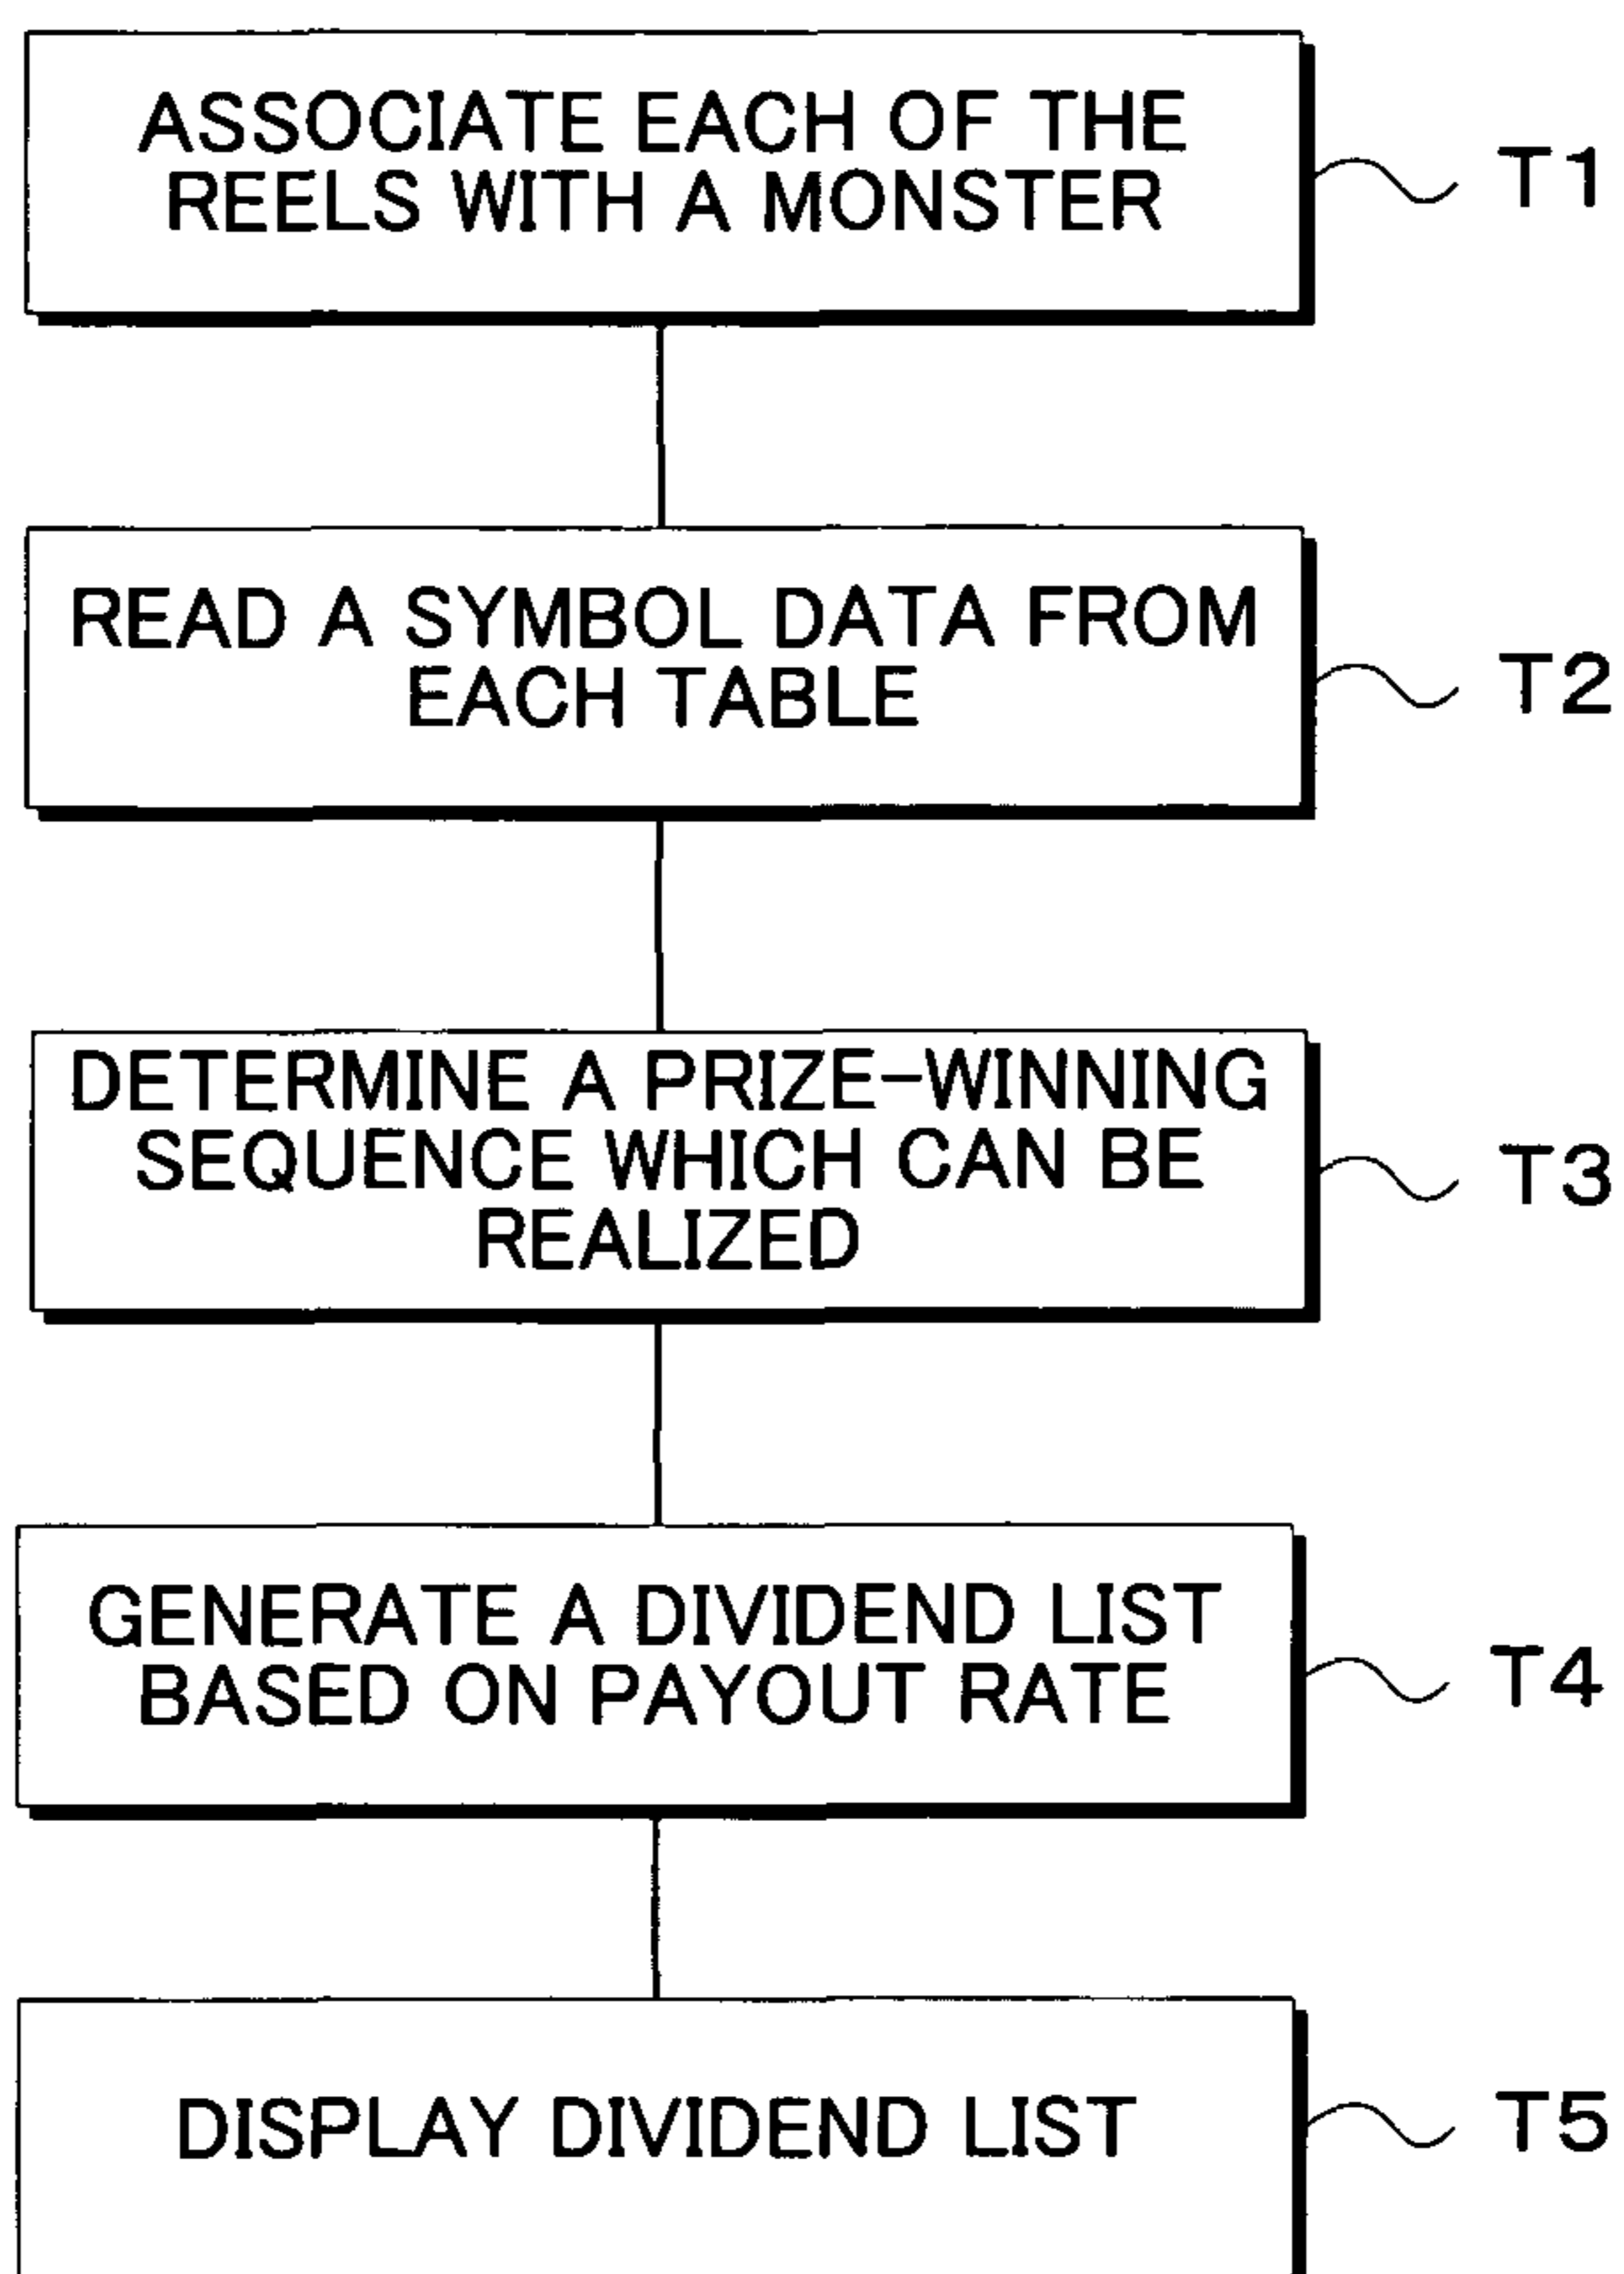 ASSOCIATE EACH OF THE
REELS WITH A MONSTER
T1
READ A SYMBOL DATA FROM
EACH TABLE
T2
DETERMINE A PRIZE-WINNING
SEQUENCE WHICH CAN BE
REALIZED
T3
GENERATE A DIVIDEND LIST
BASED ON PAYOUT RATE
T4
DISPLAY DIVIDEND LIST
T5